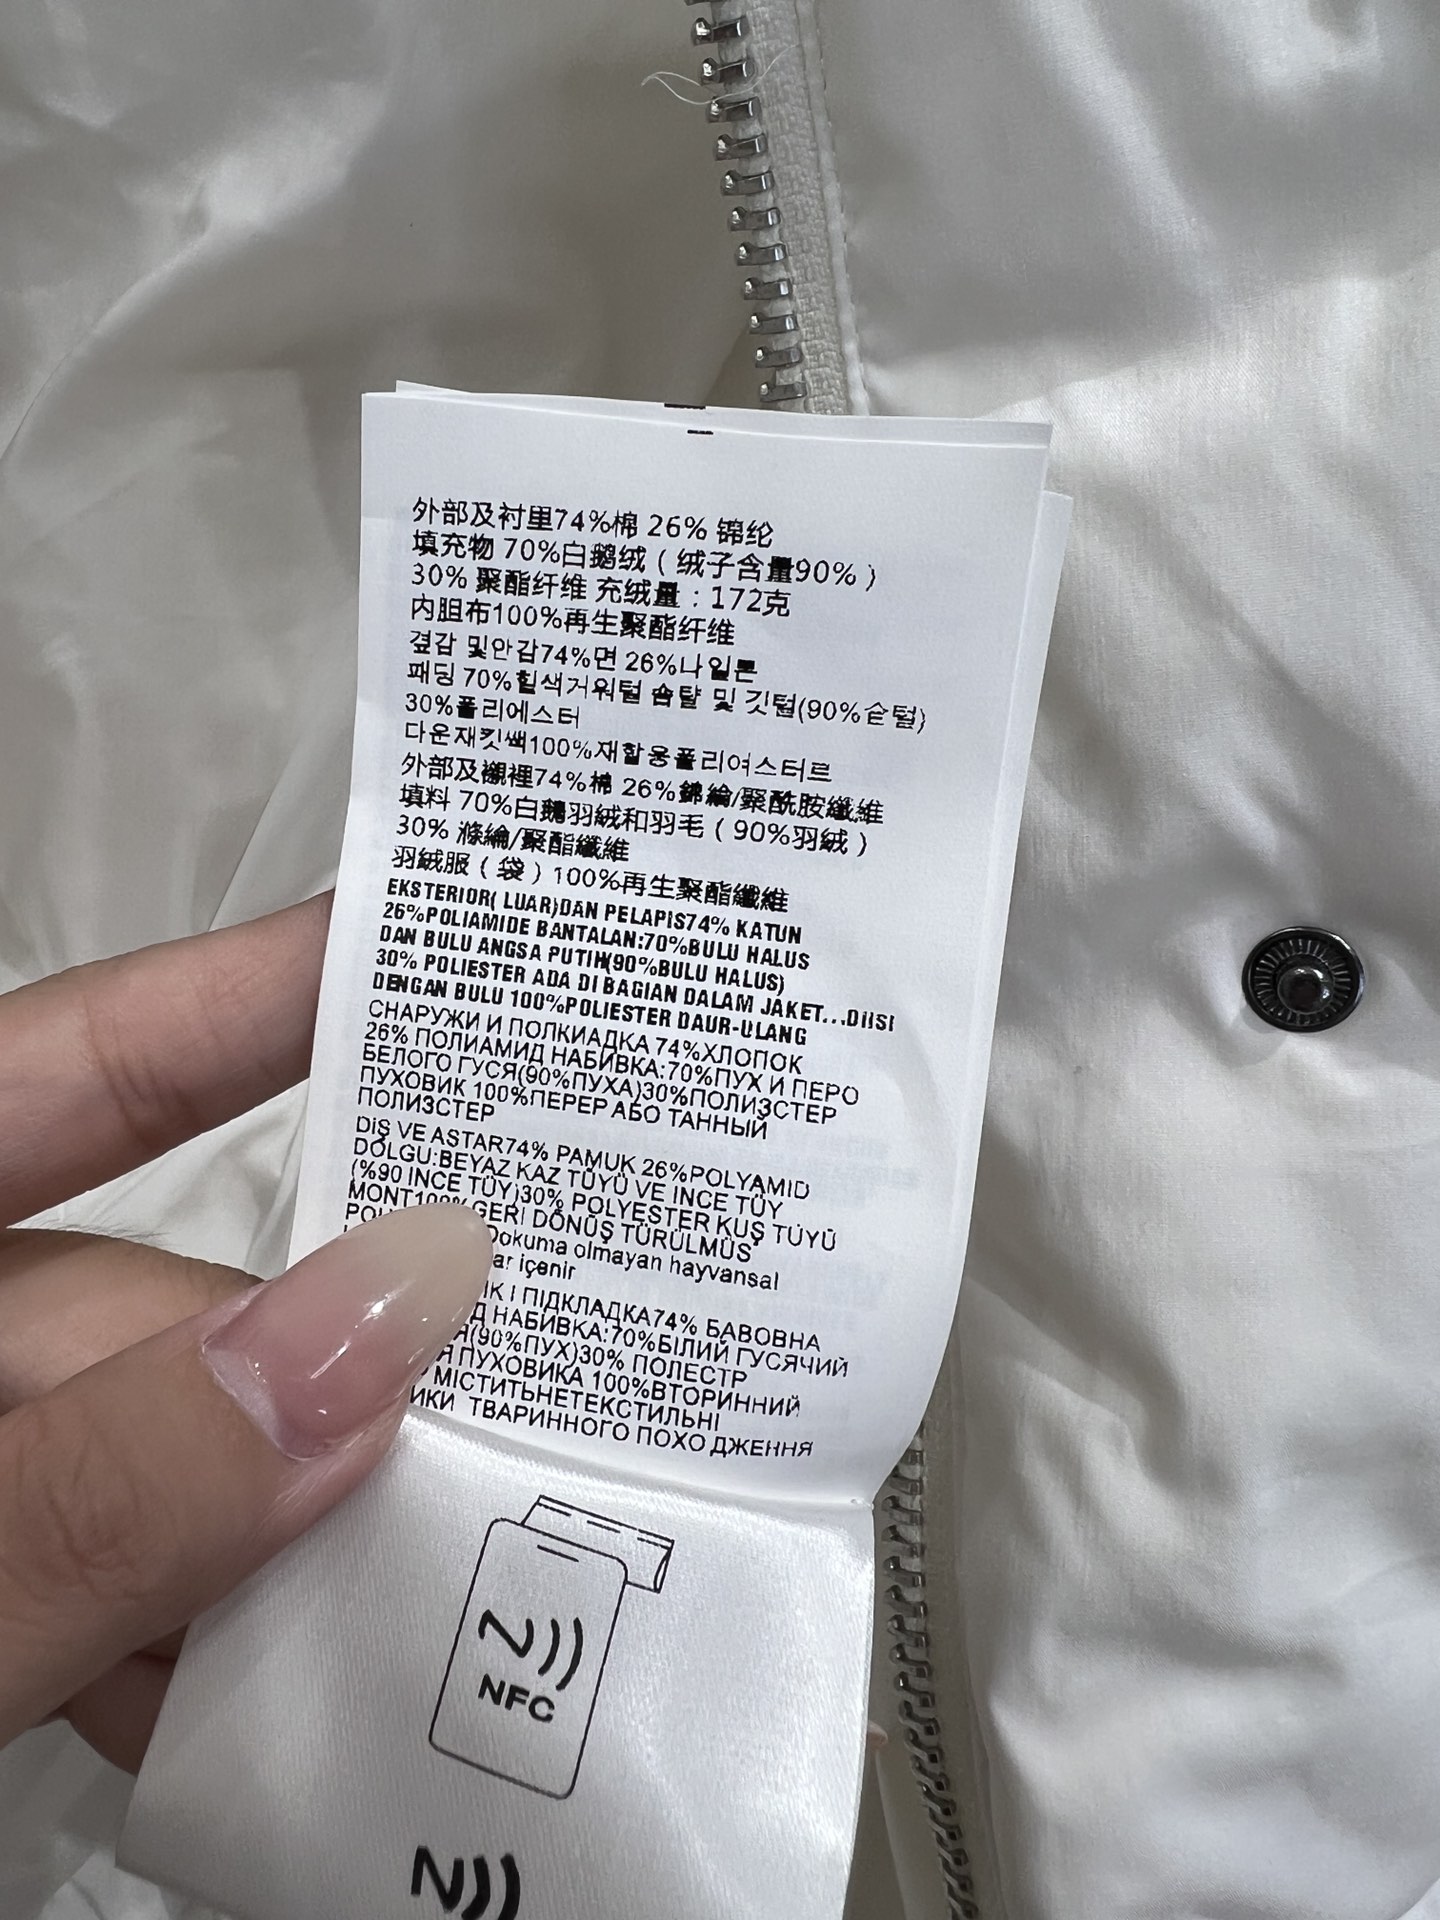 外部及衬里74%棉 26% 锦纶
填充物 70%白鹅绒（绒子含量90%）
30% 聚酯纤维 充绒量：172克
内胆布100%再生聚酯纤维
겉감 및안감74%면 26%나일론
패딩 70%흰색거위털 솜털 및 깃털(90%솜털)
30%폴리에스터
다운재킷백100%재활용폴리에스터르
外部及襯裡74%棉 26%錦綸/聚酰胺纖維
填料 70%白鵝羽絨和羽毛（90%羽絨）
30% 滌綸/聚酯纖維
羽絨服（袋）100%再生聚酯纖維
EKSTERIOR( LUAR)DAN PELAPIS74% KATUN
26%POLIAMIDE BANTALAN:70%BULU HALUS
DAN BULU ANGSA PUTIH(90%BULU HALUS)
30% POLIESTER ADA DI BAGIAN DALAM JAKET...DIISI
DENGAN BULU 100%POLIESTER DAUR-ULANG
СНАРУЖИ И ПОЛКИАДКА 74%ХЛОПОК
26% ПОЛИАМИД НАБИВКА:70%ПУХ И ПЕРО
БЕЛОГО ГУСЯ(90%ПУХА)30%ПОЛИЗСТЕР
ПУХОВИК 100%ПЕРЕР АБО ТАННЫЙ
ПОЛИЗСТЕР
DIŞ VE ASTAR74% PAMUK 26%POLYAMID
DOLGU:BEYAZ KAZ TÜYÜ VE INCE TÜY
(%90 INCE TÜY)30% POLYESTER KUŞ TÜYÜ
MONT100% GERI DÖNÜŞ TÜRÜLMÜS
Dokuma olmayan hayvansal
içenir
І ПІДКЛАДКА74% БАВОВНА
НАБИВКА:70%БІЛИЙ ГУСЯЧИЙ
(90%ПУХ)30% ПОЛЕСТР
ПУХОВИКА 100%ВТОРИННИЙ
МІСТИТЬНЕТЕКСТИЛЬНІ
ТВАРИННОГО ПОХО ДЖЕННЯ
NFC